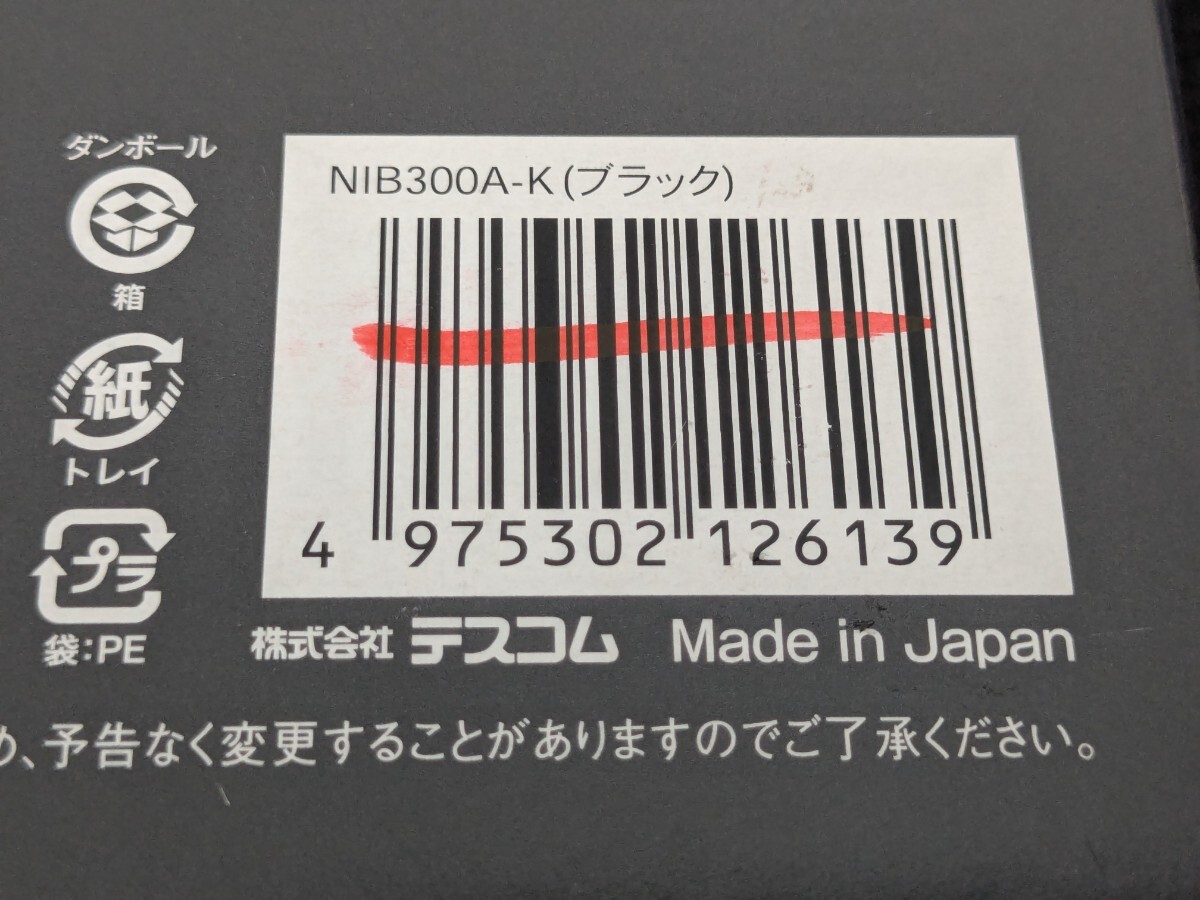 ダンボール
箱
紙
トレイ
プラ
袋:PE
NIB300A-K(ブラック)
4 975302 126139
株式会社 テスコム Made in Japan
め、予告なく変更することがありますのでご了承ください。